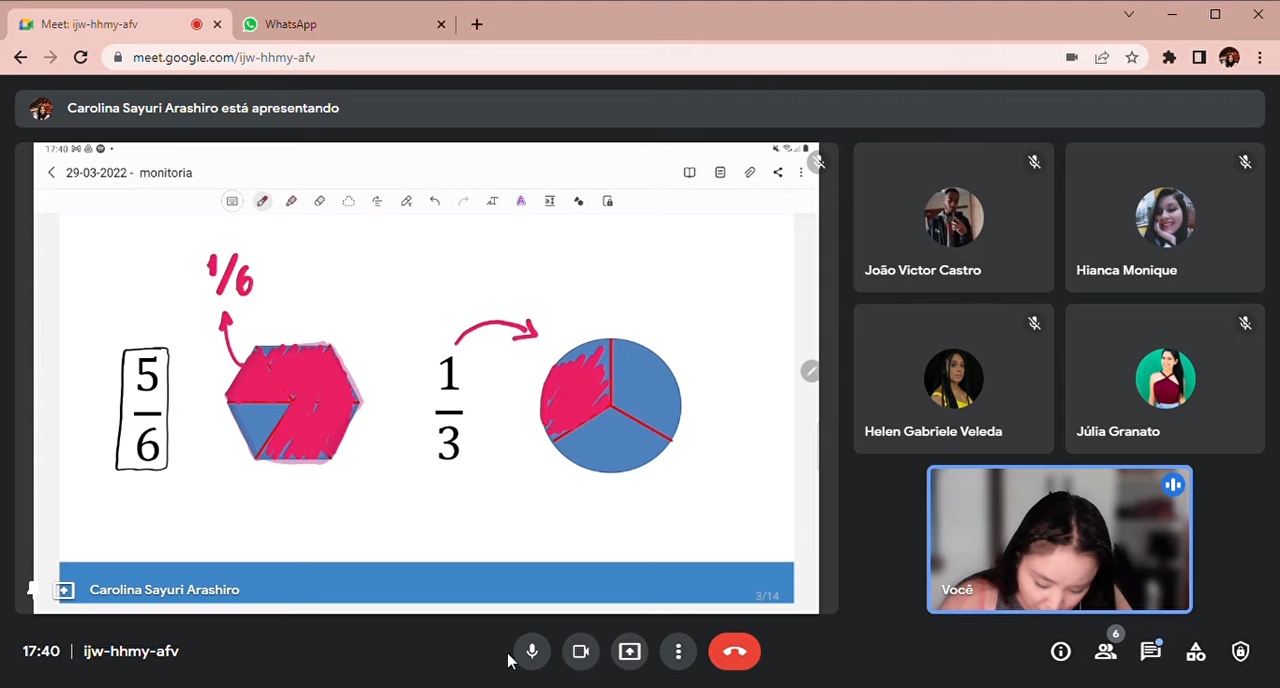 Meet: ijw-hhmy-afv
WhatsApp
meet.google.com/ijw-hhmy-afv
Carolina Sayuri Arashiro está apresentando
17:40
29-03-2022 - monitoria
1/6
5
6
1
3
Carolina Sayuri Arashiro
3/14
João Victor Castro
Hianca Monique
Helen Gabriele Veleda
Júlia Granato
Você
17:40 | ijw-hhmy-afv
6